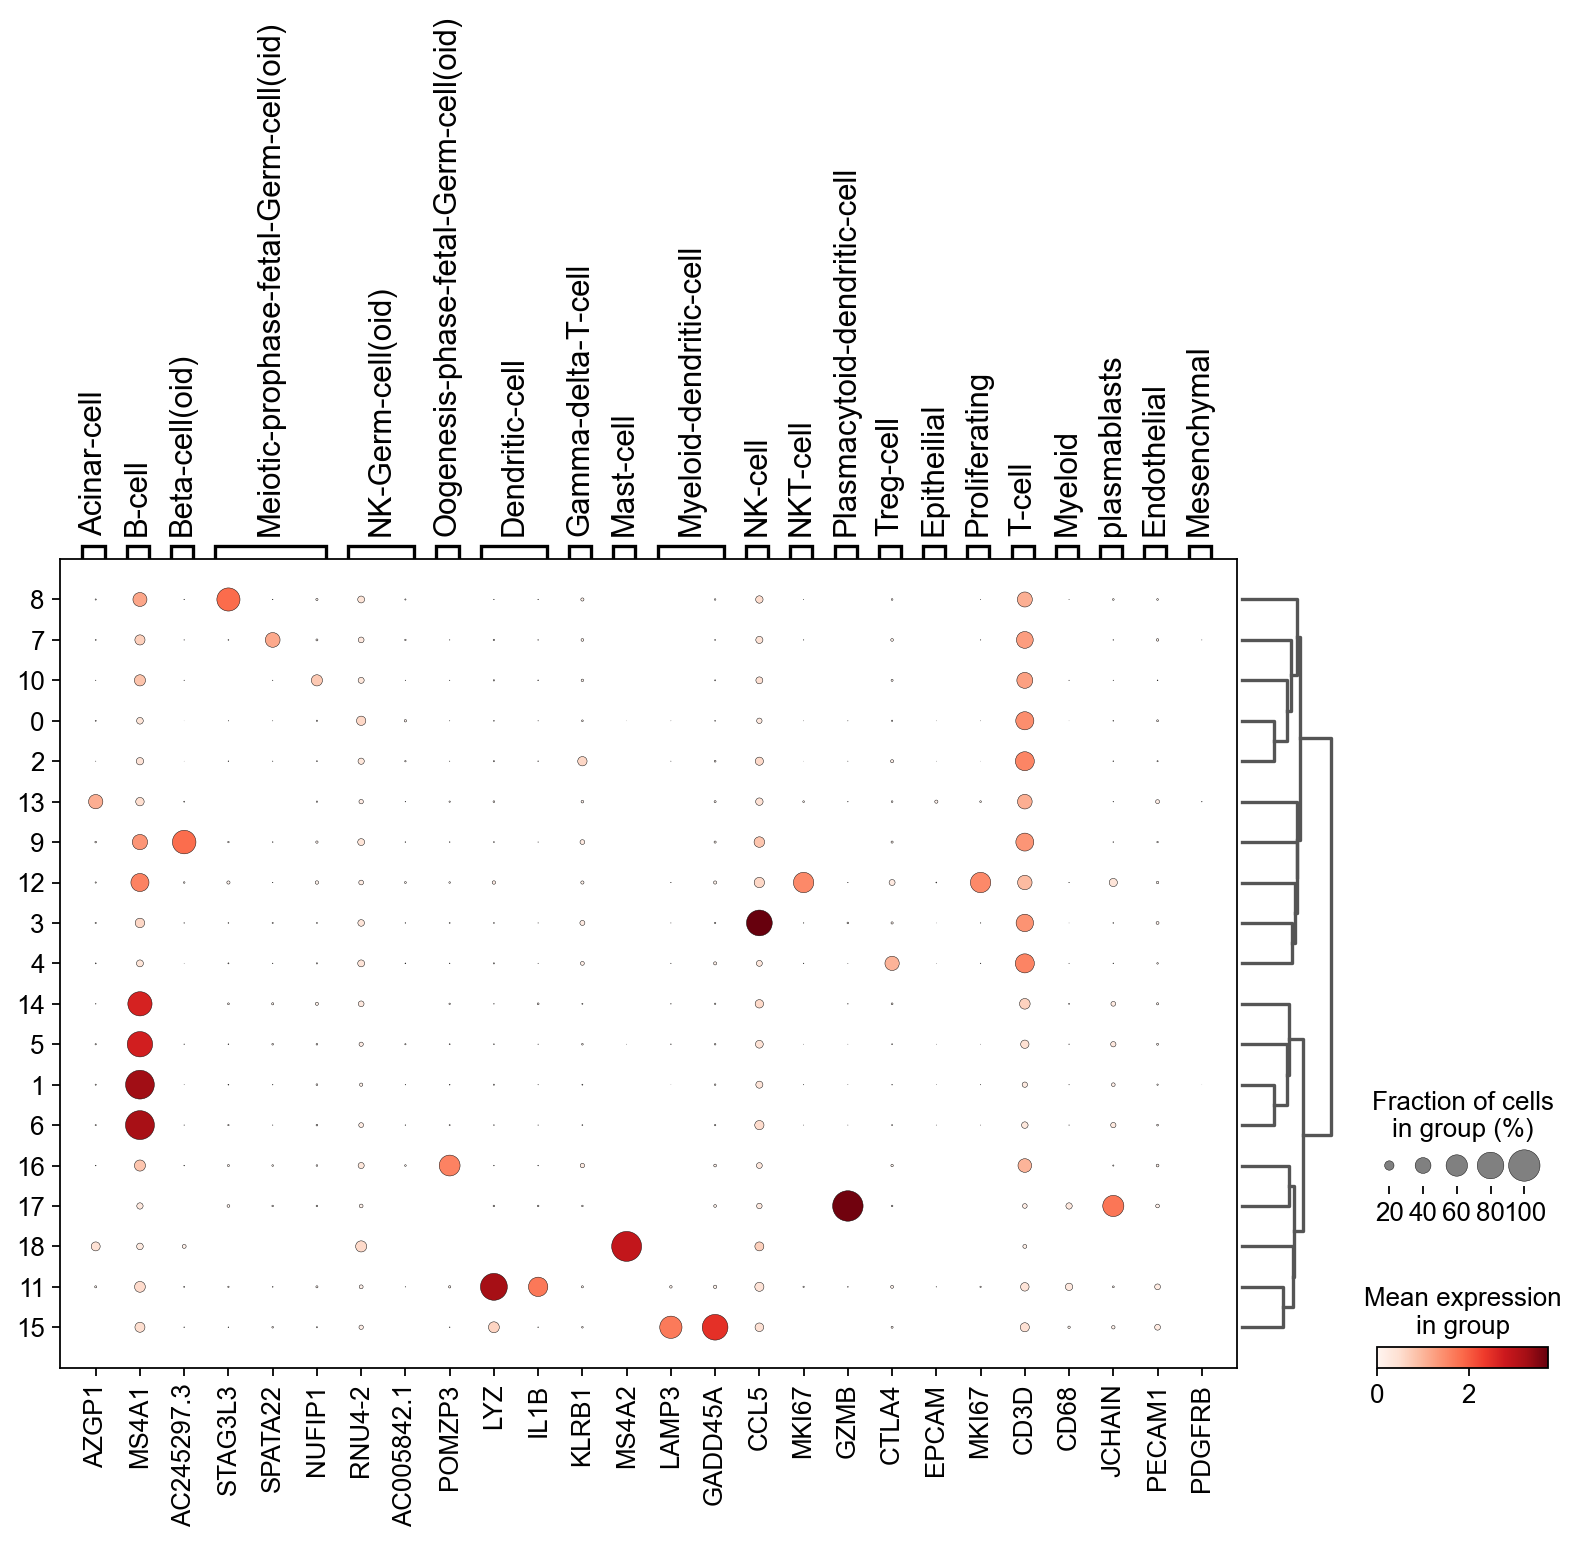 Acinar-cell
B-cell
Beta-cell(oid)
Meiotic-prophase-fetal-Germ-cell(oid)
NK-Germ-cell(oid)
Oogenesis-phase-fetal-Germ-cell(oid)
Dendritic-cell
Gamma-delta-T-cell
Mast-cell
Myeloid-dendritic-cell
NK-cell
NKT-cell
Plasmacytoid-dendritic-cell
Treg-cell
Epitheilial
Proliferating
T-cell
Myeloid
plasmablasts
Endothelial
Mesenchymal
8
7
10
0
2
13
9
12
3
4
14
5
1
6
16
17
18
11
15
AZGP1
MS4A1
AC245297.3
STAG3L3
SPATA22
NUFIP1
RNU4-2
AC005842.1
POMZP3
LYZ
IL1B
KLRB1
MS4A2
LAMP3
GADD45A
CCL5
MKI67
GZMB
CTLA4
EPCAM
MKI67
CD3D
CD68
JCHAIN
PECAM1
PDGFRB
Fraction of cells
in group (%)
20 40 60 80 100
Mean expression
in group
0 2